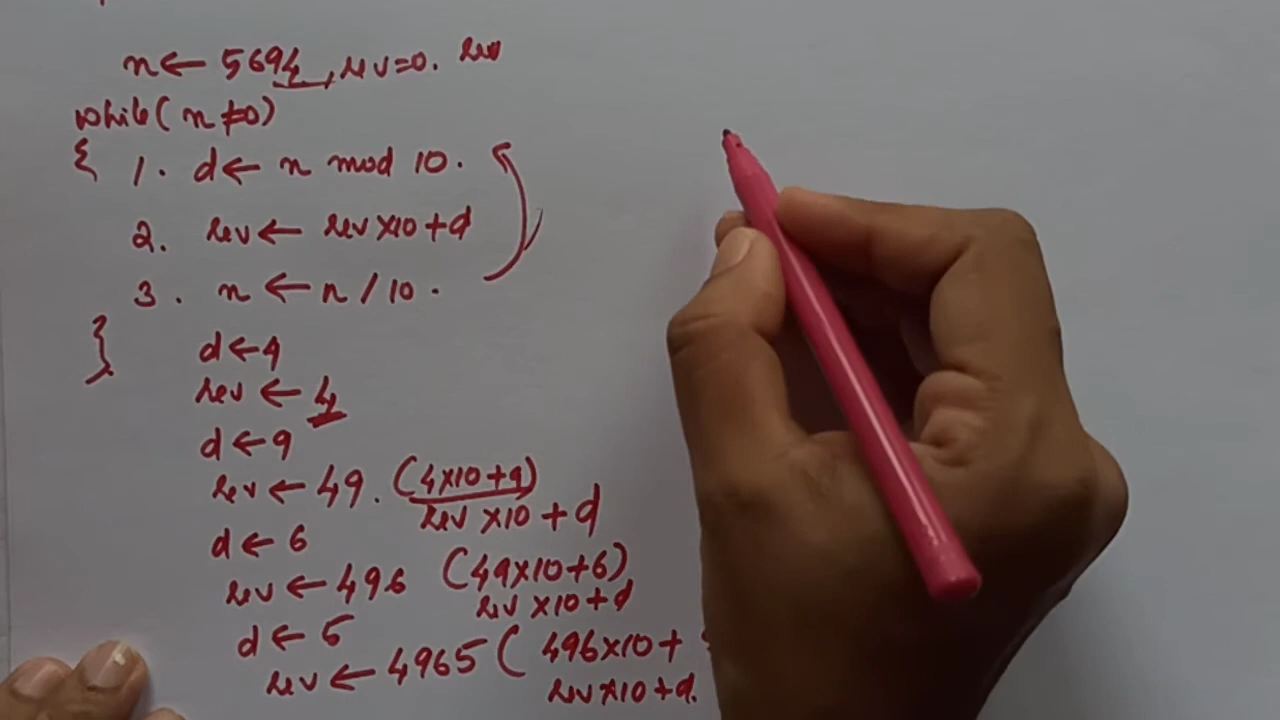 n ← 5694, rev=0. rev
while( n ≠ 0)
{ 1. d ← n mod 10.
2. rev ← rev×10+d
3. n ← n / 10.
}
d ← 4
rev ← 4
d ← 9
rev ← 49. (4×10+9)
rev ×10 + d
d ← 6
rev ← 496 (49×10+6)
rev ×10+d
d ← 5
rev ← 4965 ( 496×10+
rev×10+d.